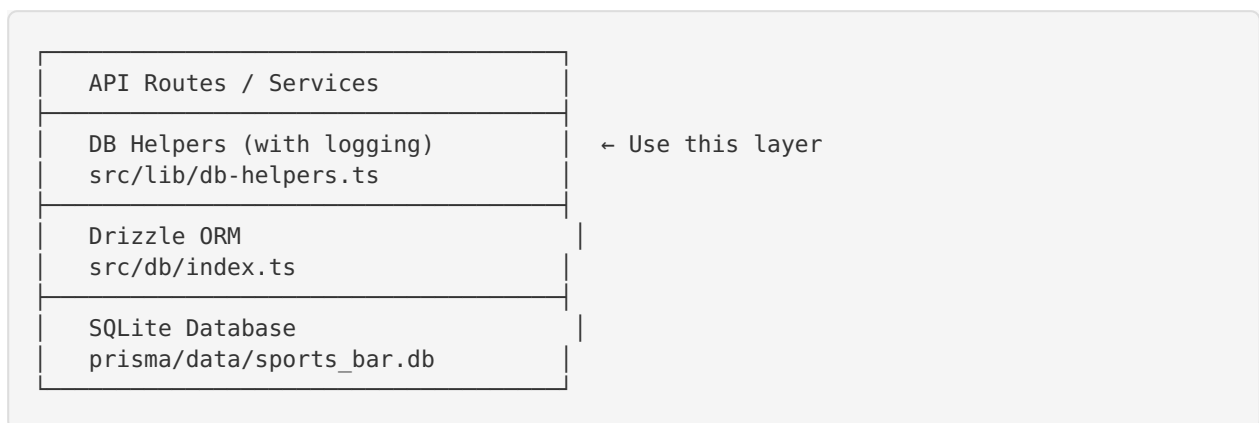 API Routes / Services
DB Helpers (with logging) ← Use this layer
src/lib/db-helpers.ts
Drizzle ORM
src/db/index.ts
SQLite Database
prisma/data/sports_bar.db